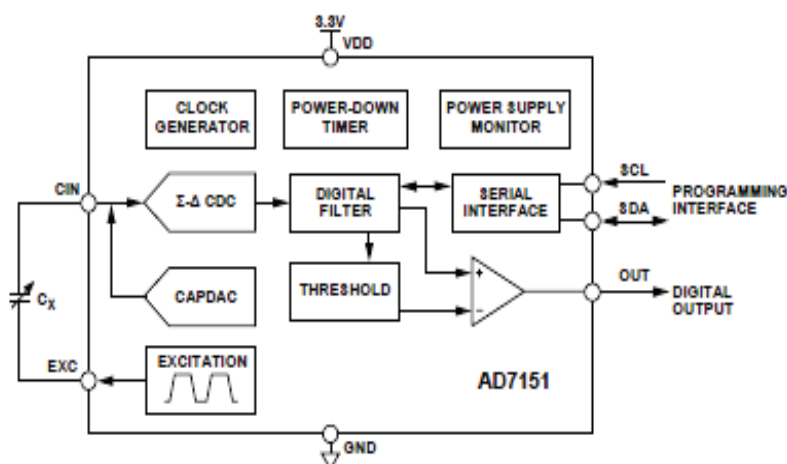 3.3V
VDD
CLOCK
GENERATOR
POWER-DOWN
TIMER
POWER SUPPLY
MONITOR
CIN
Σ-Δ CDC
DIGITAL
FILTER
SERIAL
INTERFACE
SCL
SDA
PROGRAMMING
INTERFACE
CX
CAPDAC
THRESHOLD
+
−
OUT
DIGITAL
OUTPUT
EXC
EXCITATION
AD7151
GND